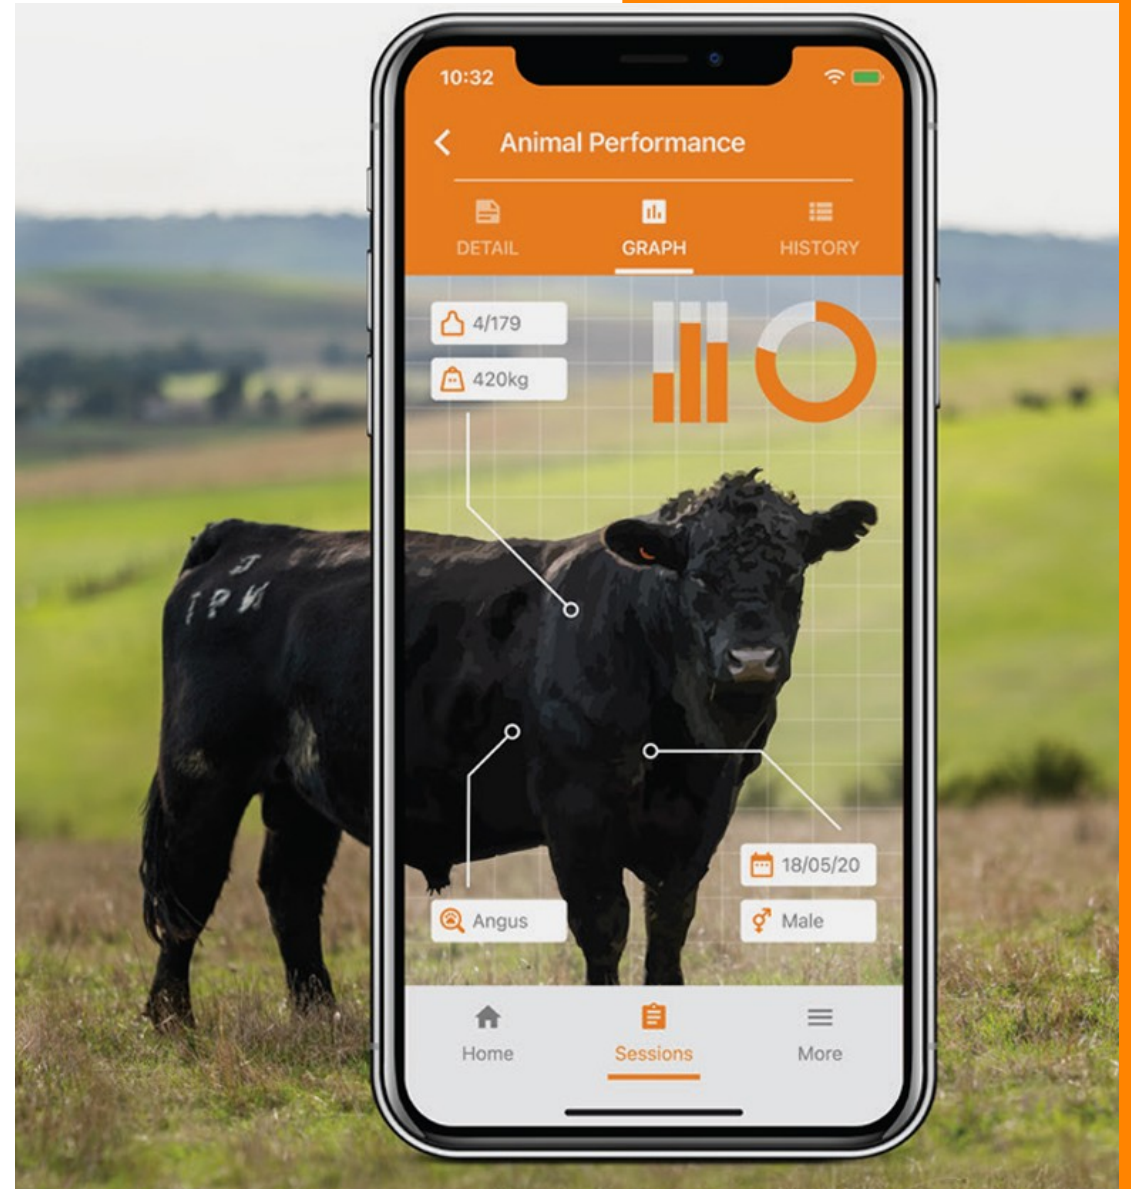 10:32
Animal Performance
DETAIL
GRAPH
HISTORY
4/179
420kg
J
18/05/20
Angus
Male
Home
Sessions
More